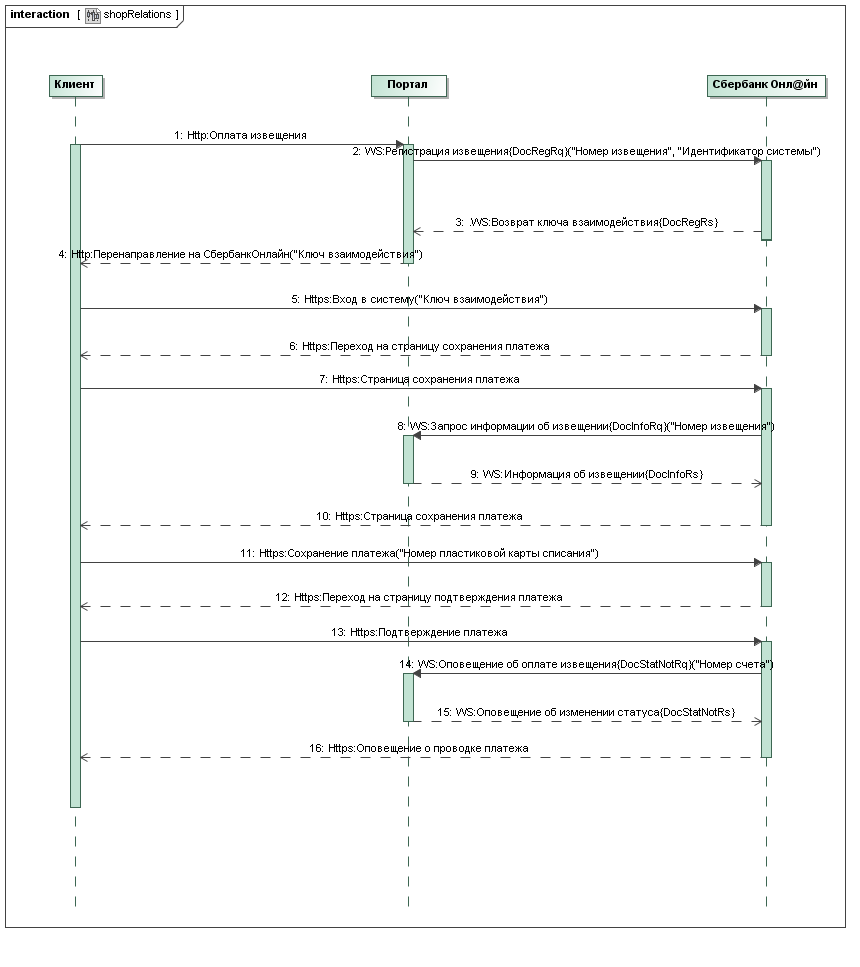 interaction [ shopRelations ]
Клиент
Портал
Сбербанк Онл@йн
1: Http:Оплата извещения
2: WS:Регистрация извещения{DocRegRq}("Номер извещения", "Идентификатор системы")
3: .WS:Возврат ключа взаимодействия{DocRegRs}
4: Http:Перенаправление на СбербанкОнлайн("Ключ взаимодействия")
5: Https:Вход в систему("Ключ взаимодействия")
6: Https:Переход на страницу сохранения платежа
7: Https:Страница сохранения платежа
8: WS:Запрос информации об извещении{DocInfoRq}("Номер извещения")
9: WS:Информация об извещении{DocInfoRs}
10: Https:Страница сохранения платежа
11: Https:Сохранение платежа("Номер пластиковой карты списания")
12: Https:Переход на страницу подтверждения платежа
13: Https:Подтверждение платежа
14: WS:Оповещение об оплате извещения{DocStatNotRq}("Номер счета")
15: WS:Оповещение об изменении статуса{DocStatNotRs}
16: Https:Оповещение о проводке платежа